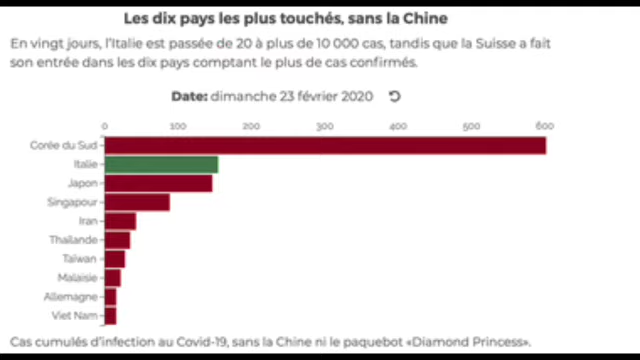 Les dix pays les plus touchés, sans la Chine
En vingt jours, l'Italie est passée de 20 à plus de 10 000 cas, tandis que la Suisse a fait
son entrée dans les dix pays comptant le plus de cas confirmés.
Date: dimanche 23 février 2020
0 100 200 300 400 500 600
Corée du Sud
Italie
Japon
Singapour
Iran
Thaïlande
Taïwan
Malaisie
Allemagne
Viet Nam
Cas cumulés d'infection au Covid-19, sans la Chine ni le paquebot «Diamond Princess».